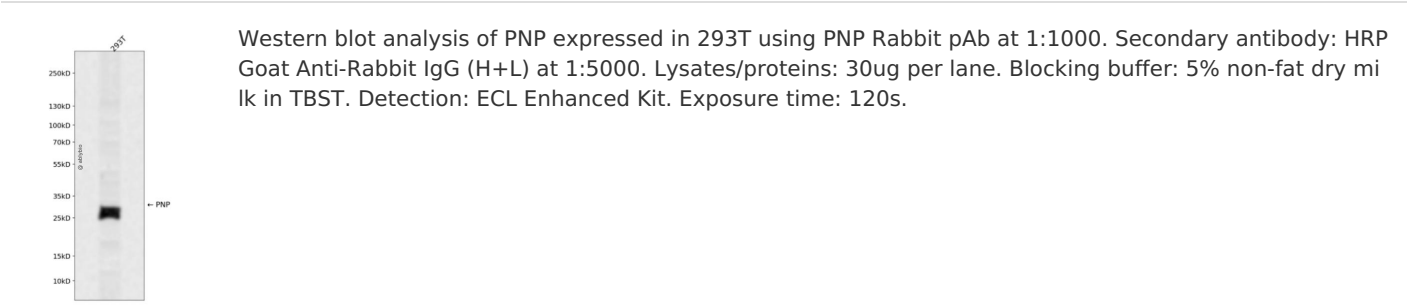 293T
250kD
130kD
100kD
70kD
55kD
35kD
25kD
15kD
10kD
← PNP
Western blot analysis of PNP expressed in 293T using PNP Rabbit pAb at 1:1000. Secondary antibody: HRP
Goat Anti-Rabbit IgG (H+L) at 1:5000. Lysates/proteins: 30ug per lane. Blocking buffer: 5% non-fat dry mi
lk in TBST. Detection: ECL Enhanced Kit. Exposure time: 120s.